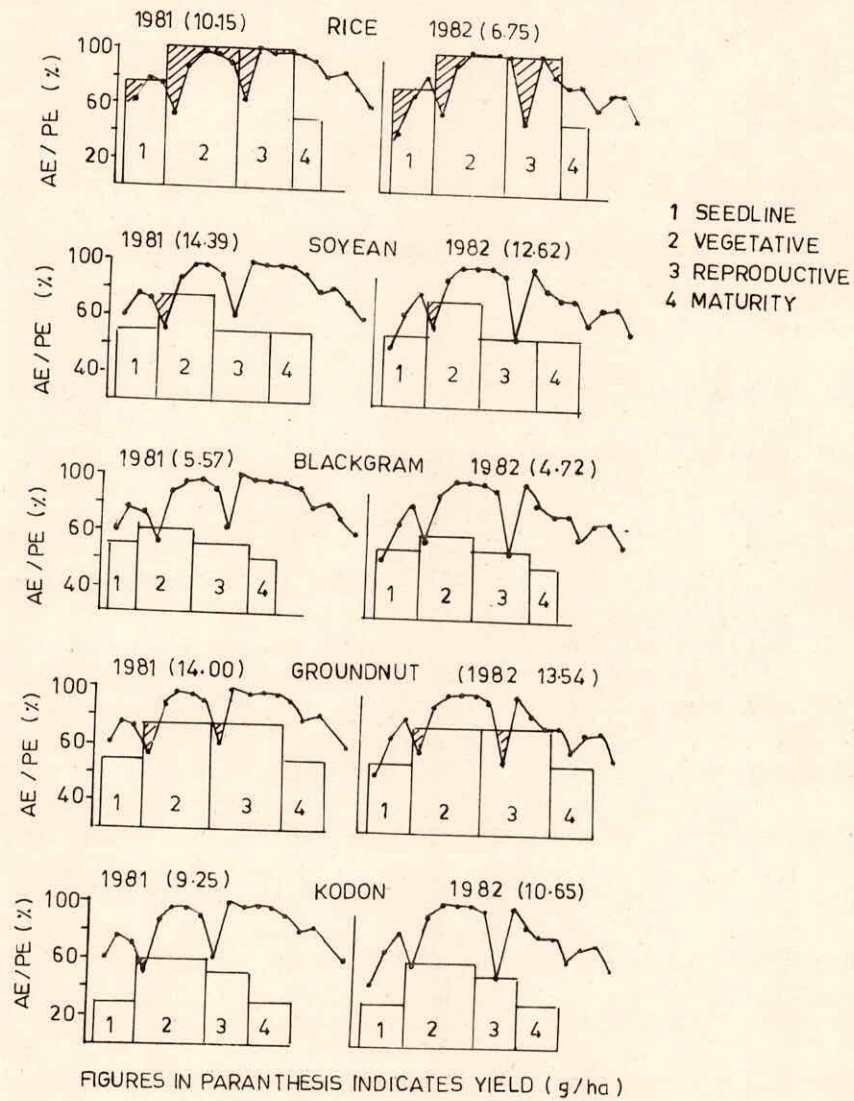 1981 (10.15) RICE 1982 (6.75)
AE / PE (%)
100
60
20
1 2 3 4
1 2 3 4
1 SEEDLINE
2 VEGETATIVE
3 REPRODUCTIVE
4 MATURITY
1981 (14.39) SOYEAN 1982 (12.62)
AE / PE (%)
100
60
40
1 2 3 4
1 2 3 4
1981 (5.57) BLACKGRAM 1982 (4.72)
AE / PE (%)
100
60
40
1 2 3 4
1 2 3 4
1981 (14.00) GROUNDNUT (1982 13.54)
AE / PE (%)
100
60
40
1 2 3 4
1 2 3 4
1981 (9.25) KODON 1982 (10.65)
AE/PE (%)
100
60
20
1 2 3 4
1 2 3 4
FIGURES IN PARANTHESIS INDICATES YIELD (g/ha)